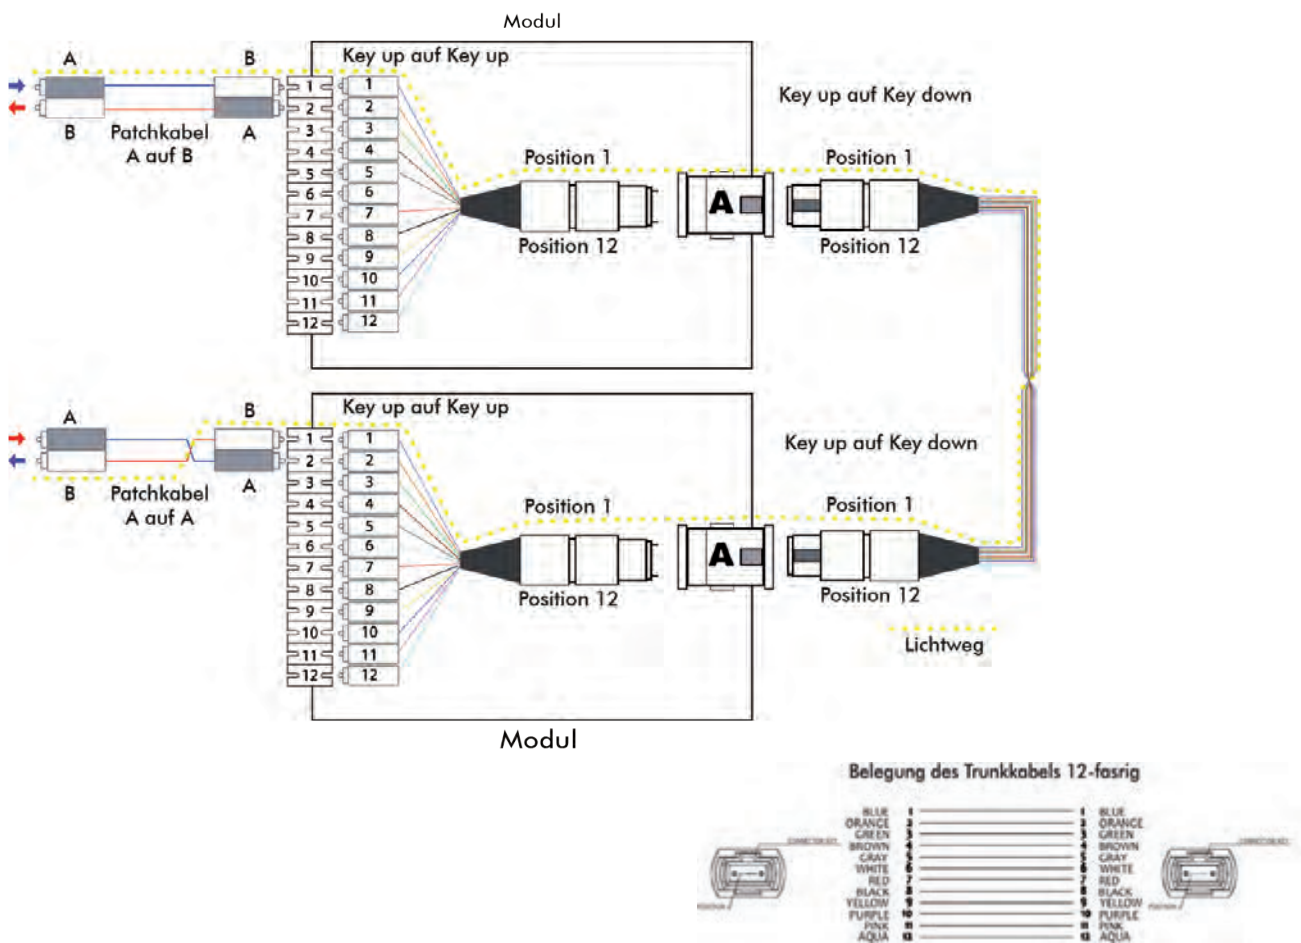 Modul
Key up auf Key up
A
B
B
Patchkabel
A
A auf B
1
2
3
4
5
6
7
8
9
10
11
12
1
2
3
4
5
6
7
8
9
10
11
12
Position 1
Position 12
A
Key up auf Key down
Position 1
Position 12
Key up auf Key up
A
B
B
Patchkabel
A
A auf A
1
2
3
4
5
6
7
8
9
10
11
12
1
2
3
4
5
6
7
8
9
10
11
12
Position 1
Position 12
A
Key up auf Key down
Position 1
Position 12
Lichtweg
Modul
Belegung des Trunkkabels 12-fasrig
BLUE 1 1 BLUE
ORANGE 2 2 ORANGE
GREEN 3 3 GREEN
BROWN 4 4 BROWN
GRAY 5 5 GRAY
WHITE 6 6 WHITE
RED 7 7 RED
BLACK 8 8 BLACK
YELLOW 9 9 YELLOW
PURPLE 10 10 PURPLE
PINK 11 11 PINK
AQUA 12 12 AQUA
CONNECTOR KEY
CONNECTOR KEY